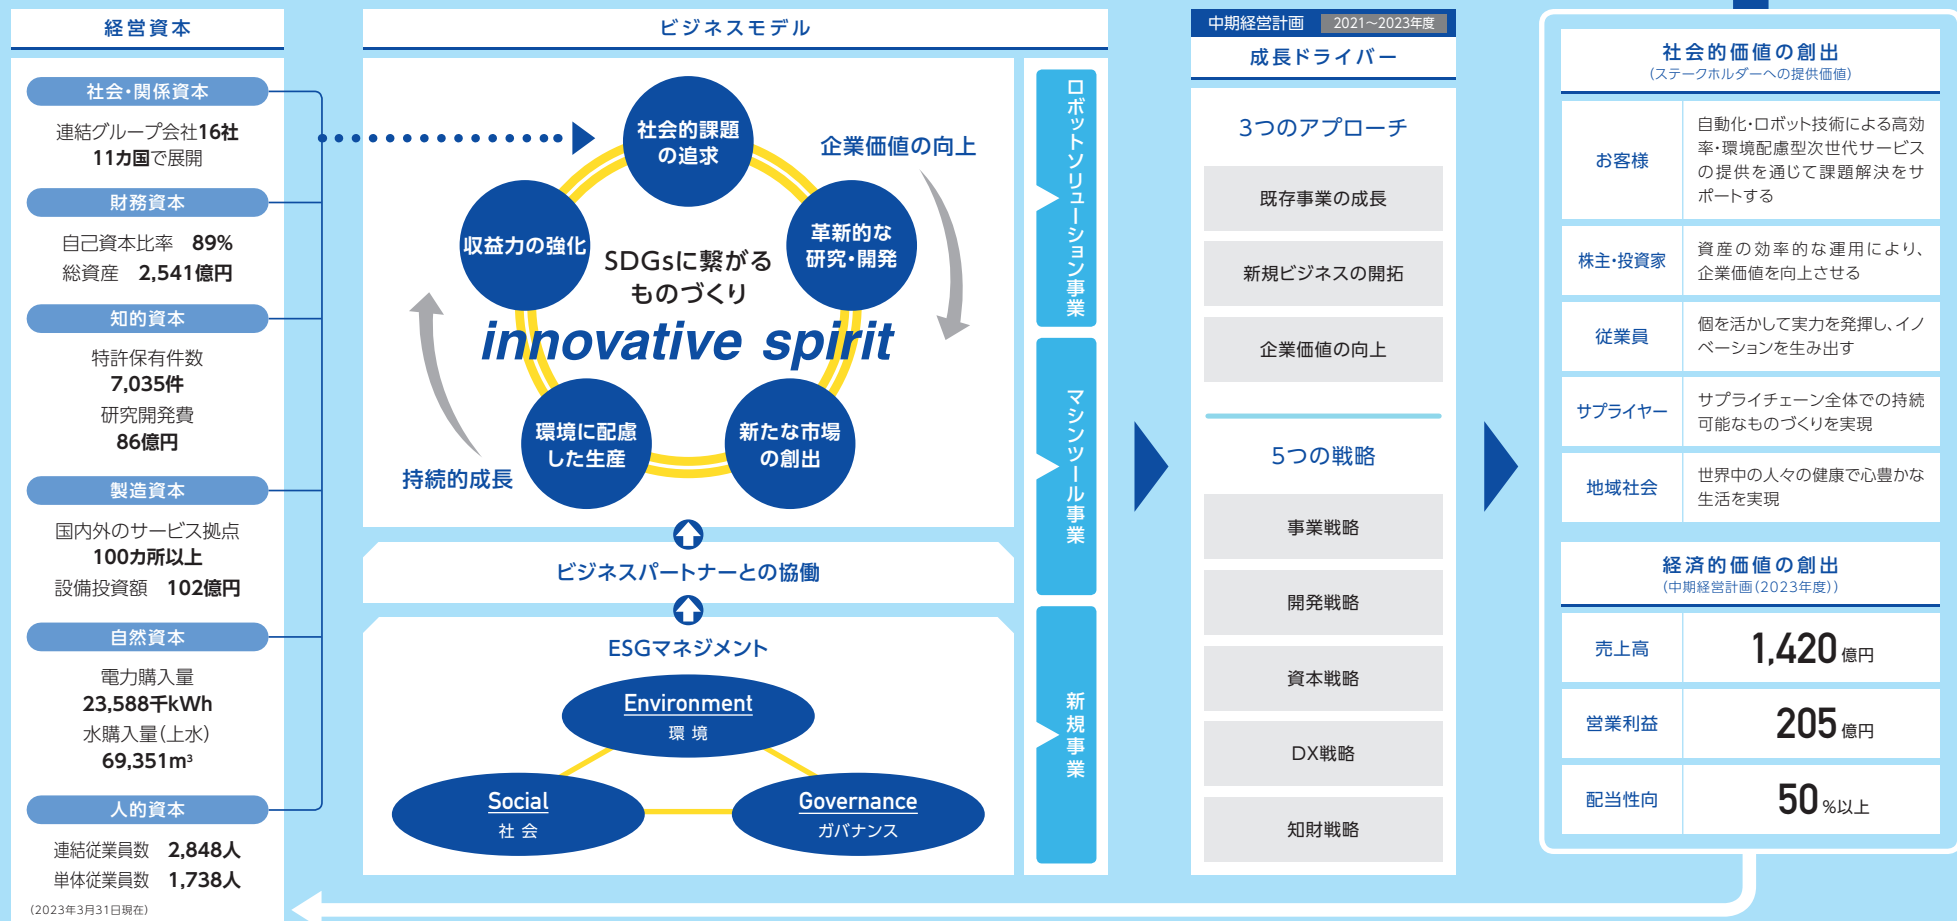 経営資本
社会・関係資本
連結グループ会社16社
11カ国で展開
財務資本
自己資本比率 89%
総資産 2,541億円
知的資本
特許保有件数
7,035件
研究開発費
86億円
製造資本
国内外のサービス拠点
100カ所以上
設備投資額 102億円
自然資本
電力購入量
23,588千kWh
水購入量（上水）
69,351m³
人的資本
連結従業員数 2,848人
単体従業員数 1,738人
（2023年3月31日現在）
ビジネスモデル
社会的課題
の追求
企業価値の向上
収益力の強化
革新的な
研究・開発
SDGsに繋がる
ものづくり
innovative spirit
環境に配慮
した生産
新たな市場
の創出
持続的成長
ビジネスパートナーとの協働
ESGマネジメント
Environment
環境
Social
社会
Governance
ガバナンス
ロボットソリューション事業
マシンツール事業
新規事業
中期経営計画 2021～2023年度
成長ドライバー
3つのアプローチ
既存事業の成長
新規ビジネスの開拓
企業価値の向上
5つの戦略
事業戦略
開発戦略
資本戦略
DX戦略
知財戦略
社会的価値の創出
（ステークホルダーへの提供価値）
お客様
自動化・ロボット技術による高効
率・環境配慮型次世代サービス
の提供を通じて課題解決をサ
ポートする
株主・投資家
資産の効率的な運用により、
企業価値を向上させる
従業員
個を活かして実力を発揮し、イノ
ベーションを生み出す
サプライヤー
サプライチェーン全体での持続
可能なものづくりを実現
地域社会
世界中の人々の健康で心豊かな
生活を実現
経済的価値の創出
（中期経営計画（2023年度））
売上高 1,420億円
営業利益 205億円
配当性向 50%以上